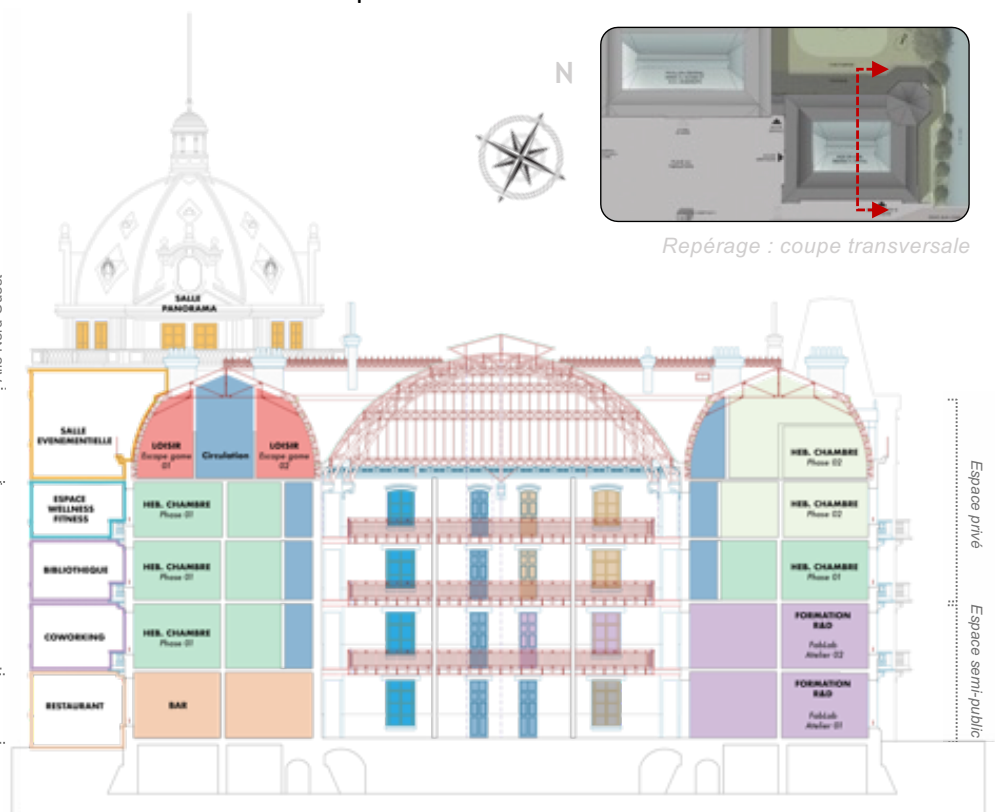 N
Repérage : coupe transversale
SALLE
PANORAMA
SALLE
EVENEMENTIELLE
LOISIR
Escape game
01
Circulation
LOISIR
Escape game
02
HEB. CHAMBRE
Phase 02
ESPACE
WELLNESS
FITNESS
HEB. CHAMBRE
Phase 01
HEB. CHAMBRE
Phase 02
BIBLIOTHEQUE
HEB. CHAMBRE
Phase 01
HEB. CHAMBRE
Phase 01
COWORKING
HEB. CHAMBRE
Phase 01
FORMATION
R&D
FabLab
Atelier 02
RESTAURANT
BAR
FORMATION
R&D
FabLab
Atelier 01
Espace privé
Espace semi-public